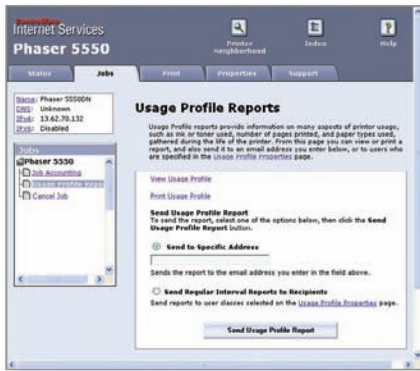 CentreWare
Internet Services
Phaser 5550
Printer
Neighborhood
Index
Help
Status
Jobs
Print
Properties
Support
Name: Phaser 5550DN
DNS: Unknown
IPv4: 13.62.70.132
IPv6: Disabled
Jobs
Phaser 5550
Job Accounting
Usage Profile Repo
Cancel Job
Usage Profile Reports
Usage Profile reports provide information on many aspects of printer usage,
such as ink or toner used, number of pages printed, and paper types used,
gathered during the life of the printer. From this page you can view or print a
report, and also send it to an email address you enter below, or to users who
are specified in the Usage Profile Properties page.
View Usage Profile
Print Usage Profile
Send Usage Profile Report
To send the report, select one of the options below, then click the Send
Usage Profile Report button.
Send to Specific Address
Sends the report to the email address you enter in the field above.
Send Regular Interval Reports to Recipients
Send reports to user classes selected on the Usage Profile Properties page.
Send Usage Profile Report